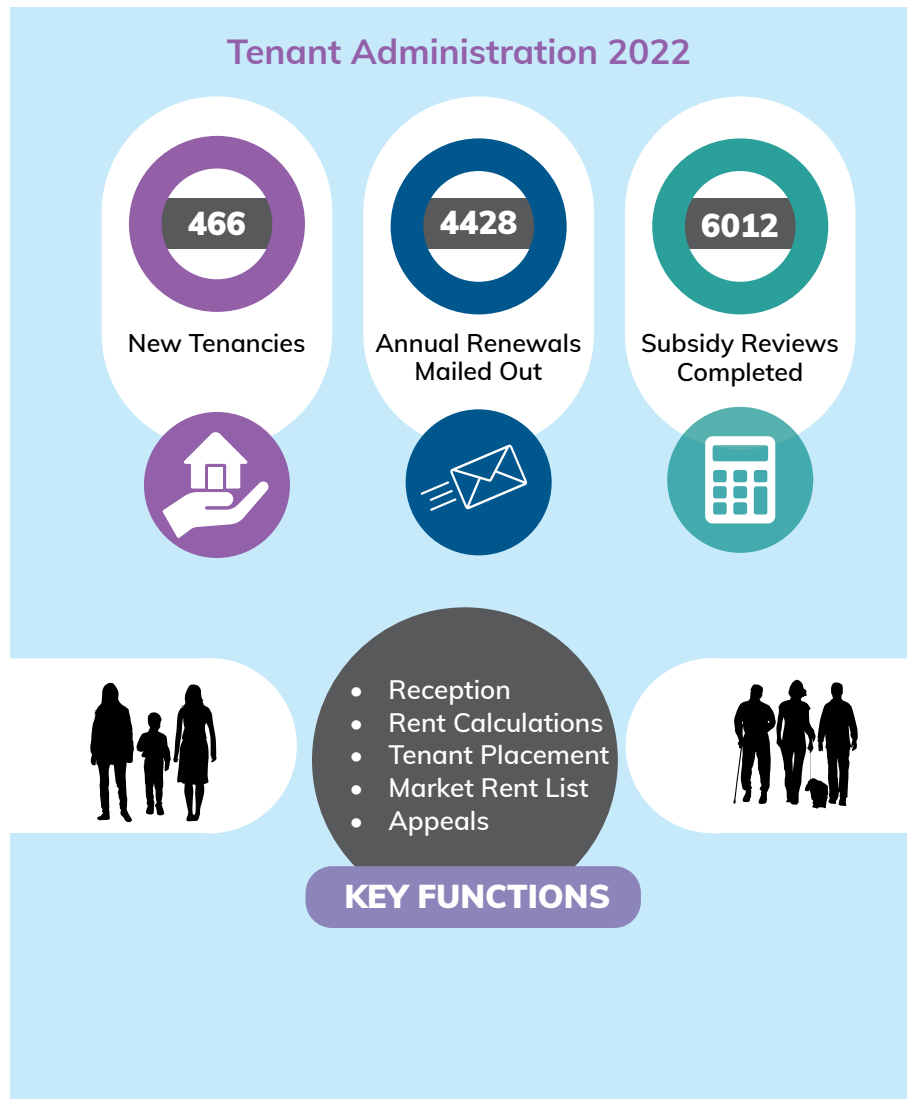 Tenant Administration 2022
466
4428
6012
New Tenancies
Annual Renewals
Mailed Out
Subsidy Reviews
Completed
• Reception
• Rent Calculations
• Tenant Placement
• Market Rent List
• Appeals
KEY FUNCTIONS